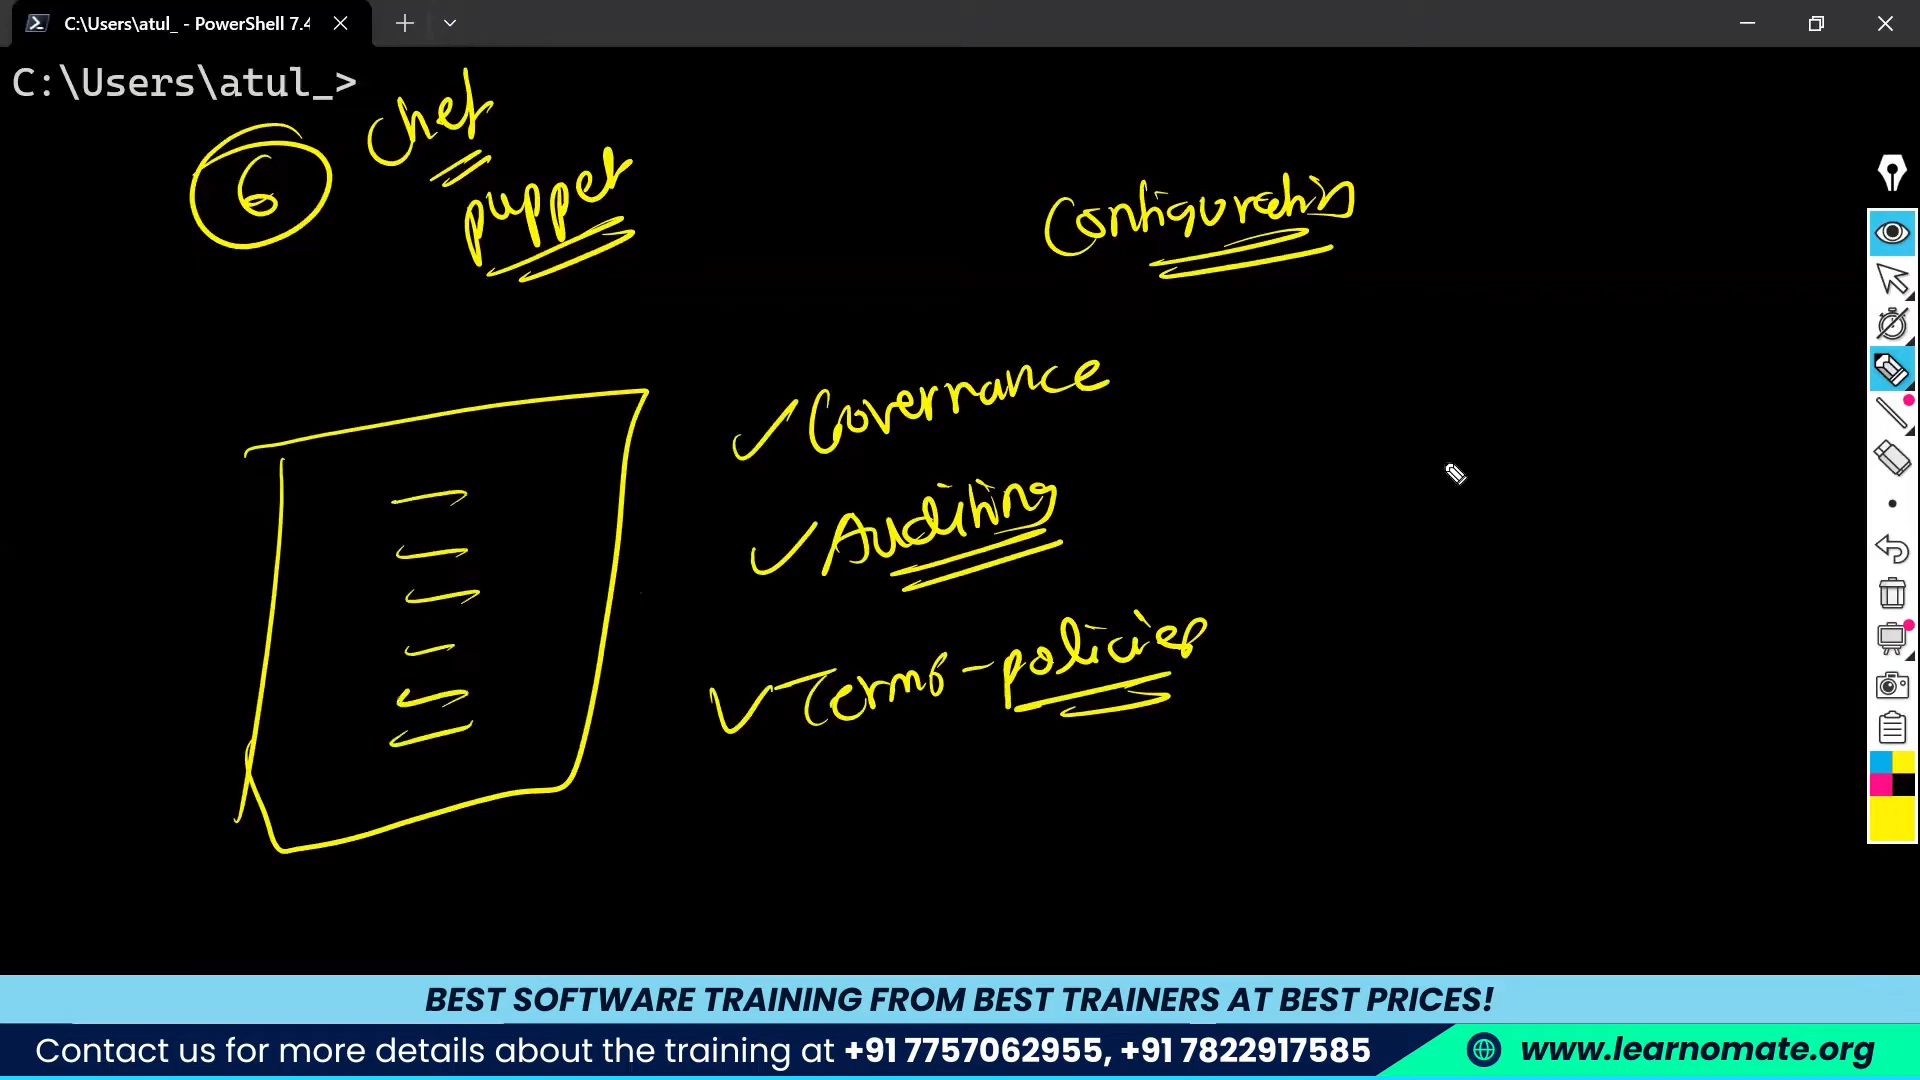 C:\Users\atul_ - PowerShell 7.4
C:\Users\atul_>
6
Chef
puppet
Configuration
Governance
Auditing
Terms-policies
BEST SOFTWARE TRAINING FROM BEST TRAINERS AT BEST PRICES!
Contact us for more details about the training at +91 7757062955, +91 7822917585
www.learnomate.org